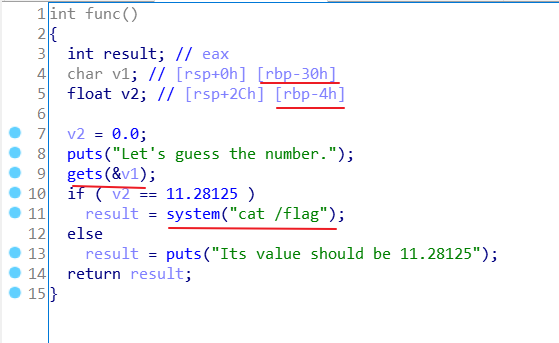 1 int func()
2 {
3 int result; // eax
4 char v1; // [rsp+0h] [rbp-30h]
5 float v2; // [rsp+2Ch] [rbp-4h]
6
7 v2 = 0.0;
8 puts("Let's guess the number.");
9 gets(&v1);
10 if ( v2 == 11.28125 )
11 result = system("cat /flag");
12 else
13 result = puts("Its value should be 11.28125");
14 return result;
15 }